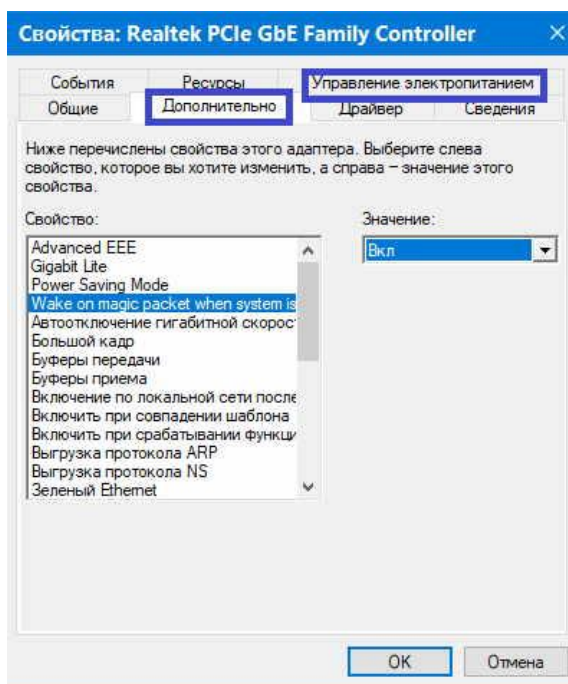 Свойства: Realtek PCIe GbE Family Controller
События Ресурсы Управление электропитанием
Общие Дополнительно Драйвер Сведения
Ниже перечислены свойства этого адаптера. Выберите слева
свойство, которое вы хотите изменить, а справа – значение этого
свойства.
Свойство: Значение:
Advanced EEE Вкл
Gigabit Lite
Power Saving Mode
Wake on magic packet when system is
Автоотключение гигабитной скорос
Большой кадр
Буферы передачи
Буферы приема
Включение по локальной сети после
Включить при совпадении шаблона
Включить при срабатывании функци
Выгрузка протокола ARP
Выгрузка протокола NS
Зеленый Ethernet
OK Отмена